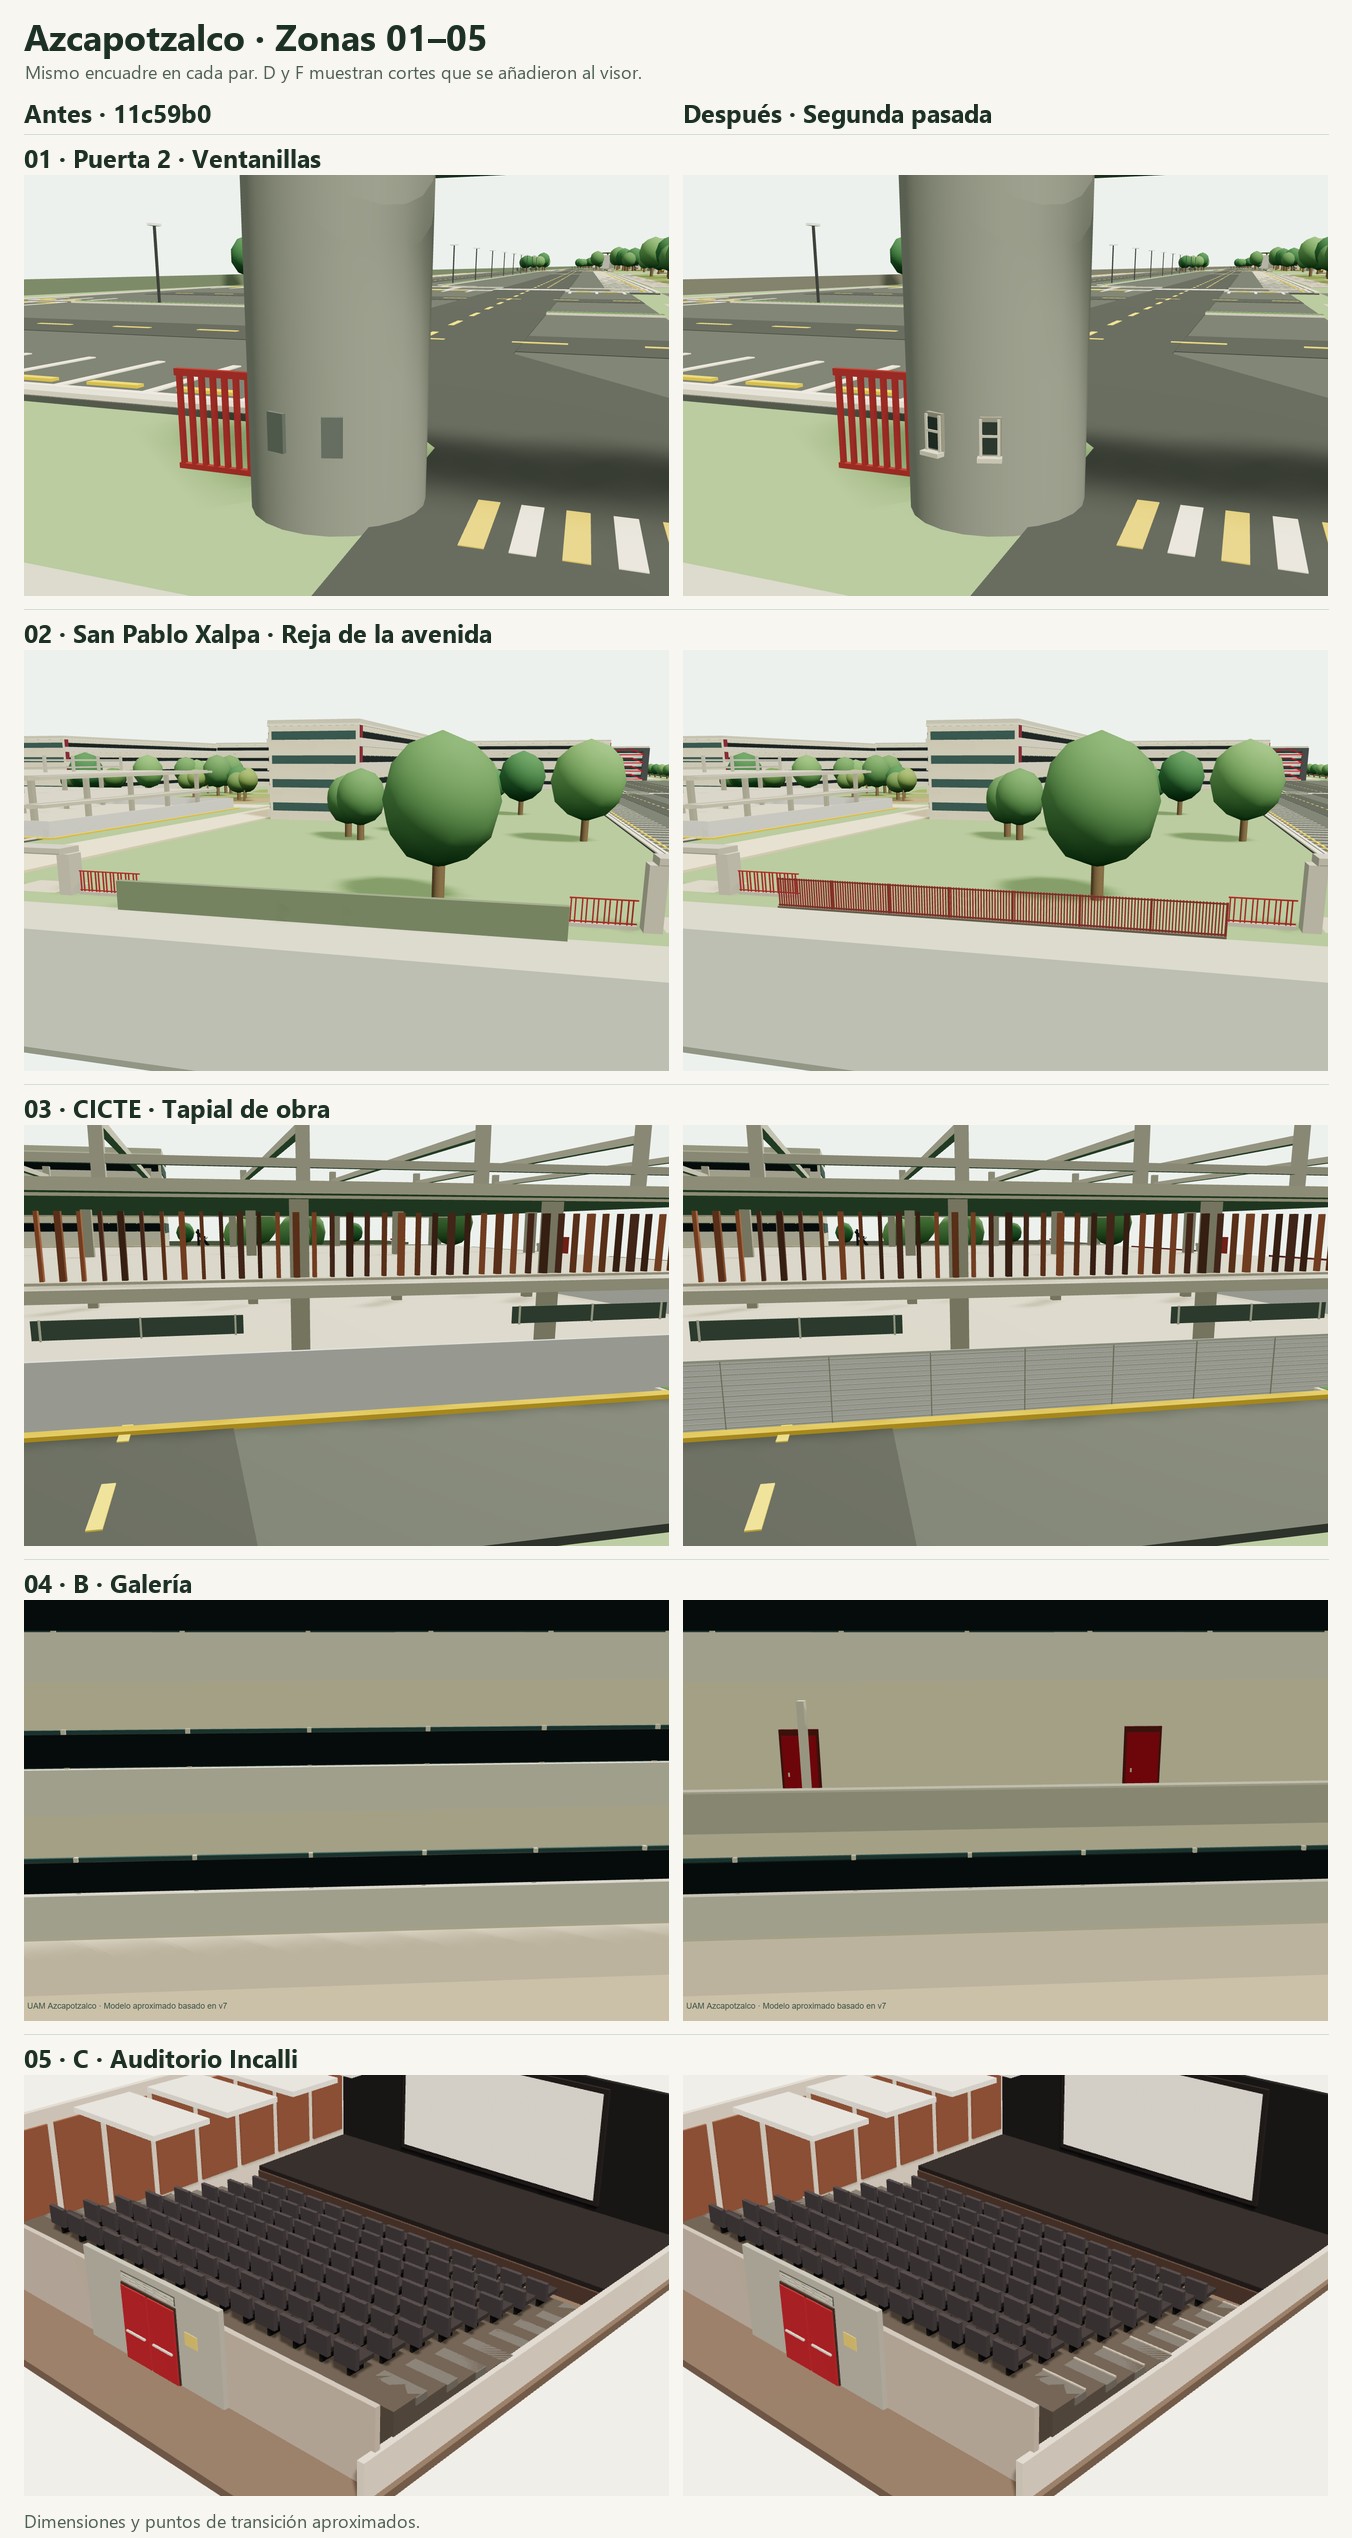 Azcapotzalco · Zonas 01–05
Mismo encuadre en cada par. D y F muestran cortes que se añadieron al visor.
Antes · 11c59b0
Después · Segunda pasada
01 · Puerta 2 · Ventanillas
02 · San Pablo Xalpa · Reja de la avenida
03 · CICTE · Tapial de obra
04 · B · Galería
UAM Azcapotzalco · Modelo aproximado basado en v7
UAM Azcapotzalco · Modelo aproximado basado en v7
05 · C · Auditorio Incalli
Dimensiones y puntos de transición aproximados.